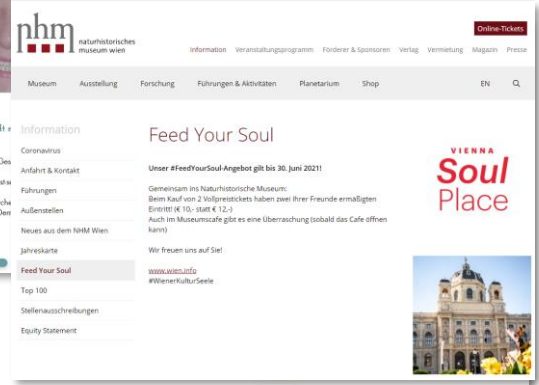 nhm
naturhistorisches
museum wien
Online-Tickets
Information Veranstaltungsprogramm Förderer & Sponsoren Verlag Vermietung Magazin Presse
Museum Ausstellung Forschung Führungen & Aktivitäten Planetarium Shop EN
Information
Coronavirus
Anfahrt & Kontakt
Führungen
Außenstellen
Neues aus dem NHM Wien
Jahreskarte
Feed Your Soul
Top 100
Stellenausschreibungen
Equity Statement
Feed Your Soul
Unser #FeedYourSoul-Angebot gilt bis 30. Juni 2021!
Gemeinsam ins Naturhistorische Museum:
Beim Kauf von 2 Vollpreistickets haben zwei Ihrer Freunde ermäßigten
Eintritt! (€ 10,- statt € 12,-)
Auch im Museumscafe gibt es eine Überraschung (sobald das Cafe öffnen
kann)
Wir freuen uns auf Sie!
www.wien.info
#WienerKulturSeele
VIENNA
Soul
Place